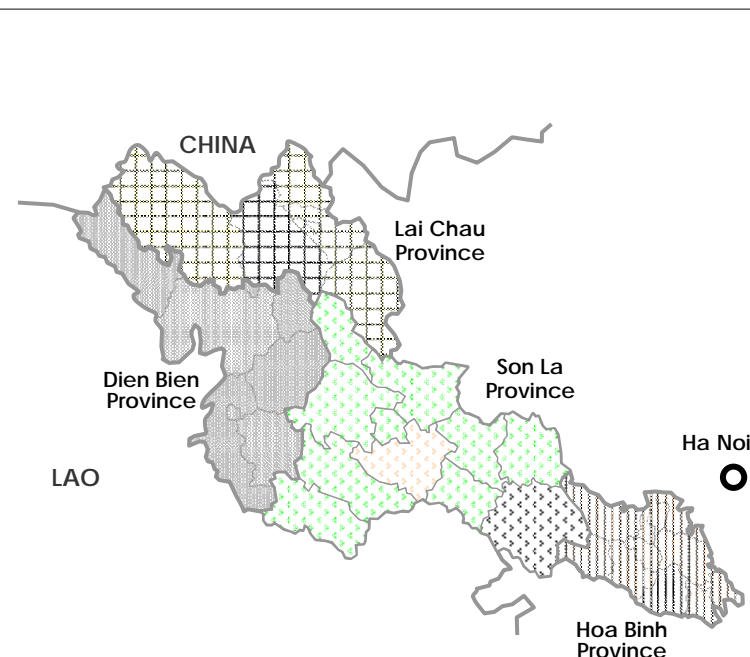 CHINA
Lai Chau
Province
Son La
Province
Dien Bien
Province
Ha Noi
LAO
Hoa Binh
Province